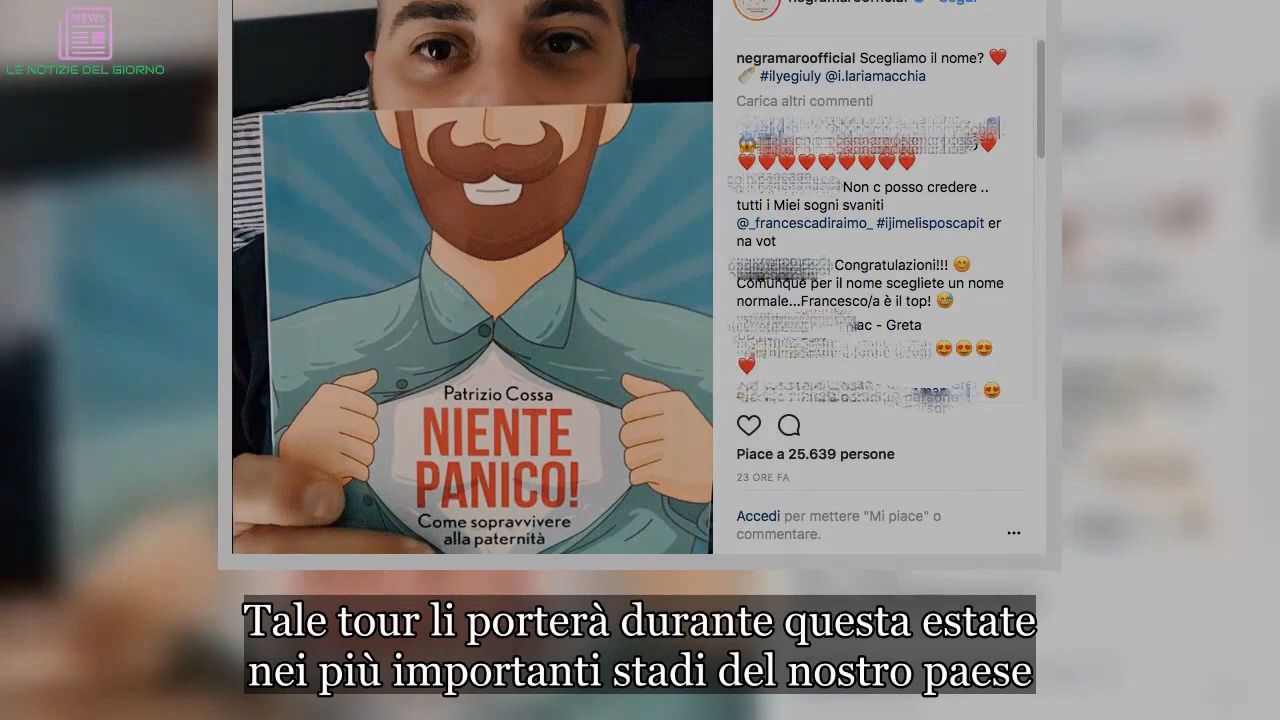 NEWS
LE NOTIZIE DEL GIORNO
negramaroofficial Scegliamo il nome? ❤️
🍼 #ilyegiuly @i.lariamacchia
Carica altri commenti
😱
❤️❤️❤️❤️❤️❤️❤️❤️❤️
Non c posso credere ..
tutti i Miei sogni svaniti
@_francescadiraimo_ #ijimelisposcapit er
na vot
Congratulazioni!!! 😊
Comunque per il nome scegliete un nome
normale...Francesco/a è il top! 😅
ac - Greta
😍😍😍
❤️
😍
Piace a 25.639 persone
23 ORE FA
Accedi per mettere "Mi piace" o
commentare.
Patrizio Cossa
NIENTE
PANICO!
Come sopravvivere
alla paternità
Tale tour li porterà durante questa estate
nei più importanti stadi del nostro paese